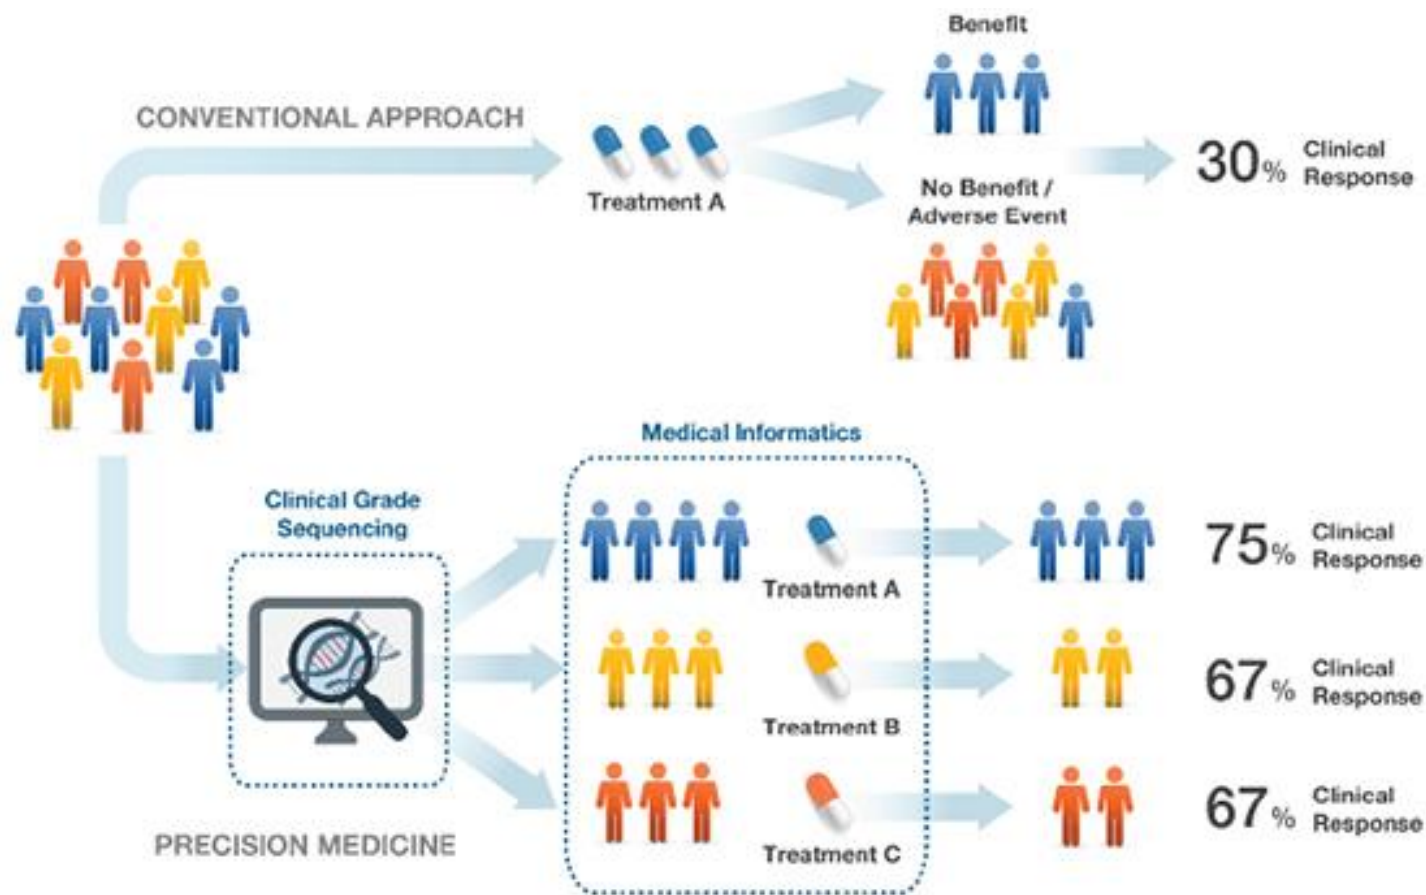 Benefit
CONVENTIONAL APPROACH
Treatment A
30% Clinical
Response
No Benefit /
Adverse Event
Medical Informatics
Clinical Grade
Sequencing
Treatment A
75% Clinical
Response
Treatment B
67% Clinical
Response
Treatment C
67% Clinical
Response
PRECISION MEDICINE